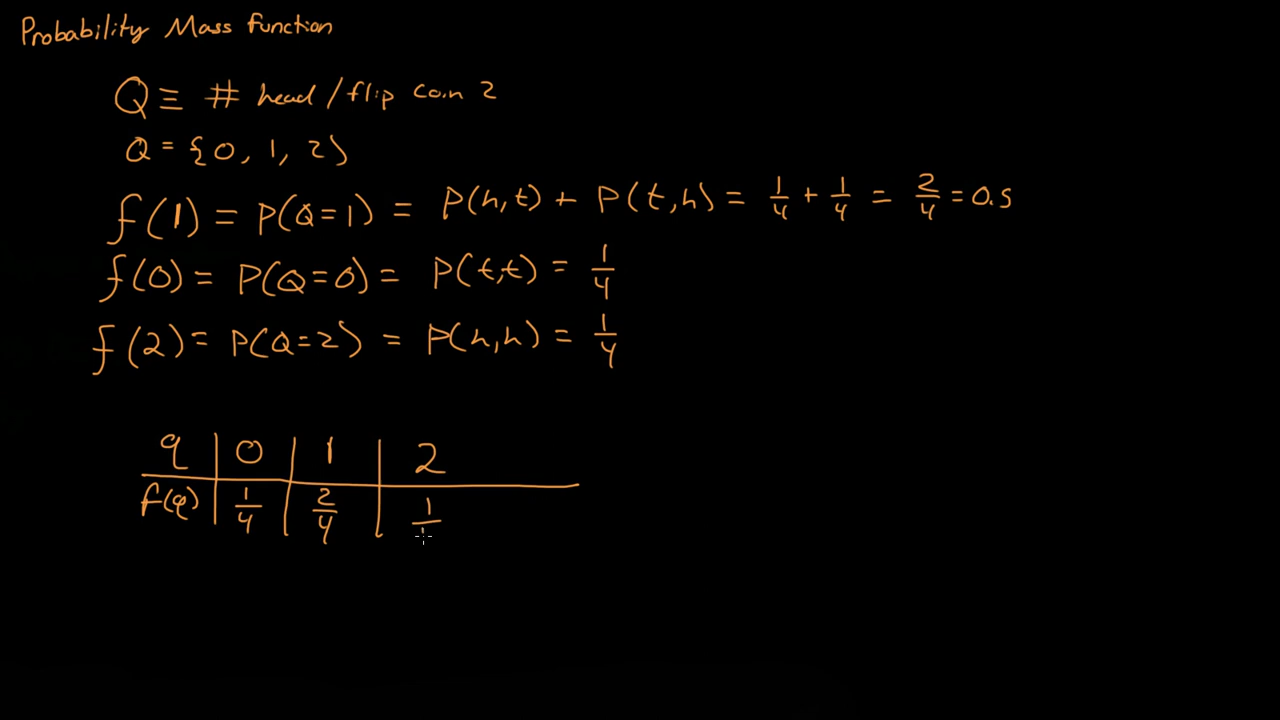 Probability Mass Function
Q ≡ # head/flip coin 2
Q = {0, 1, 2}
f(1) = P(Q=1) = P(h,t) + P(t,h) = 1/4 + 1/4 = 2/4 = 0.5
f(0) = P(Q=0) = P(t,t) = 1/4
f(2) = P(Q=2) = P(h,h) = 1/4
q | 0 | 1 | 2
f(q) | 1/4 | 2/4 | 1/